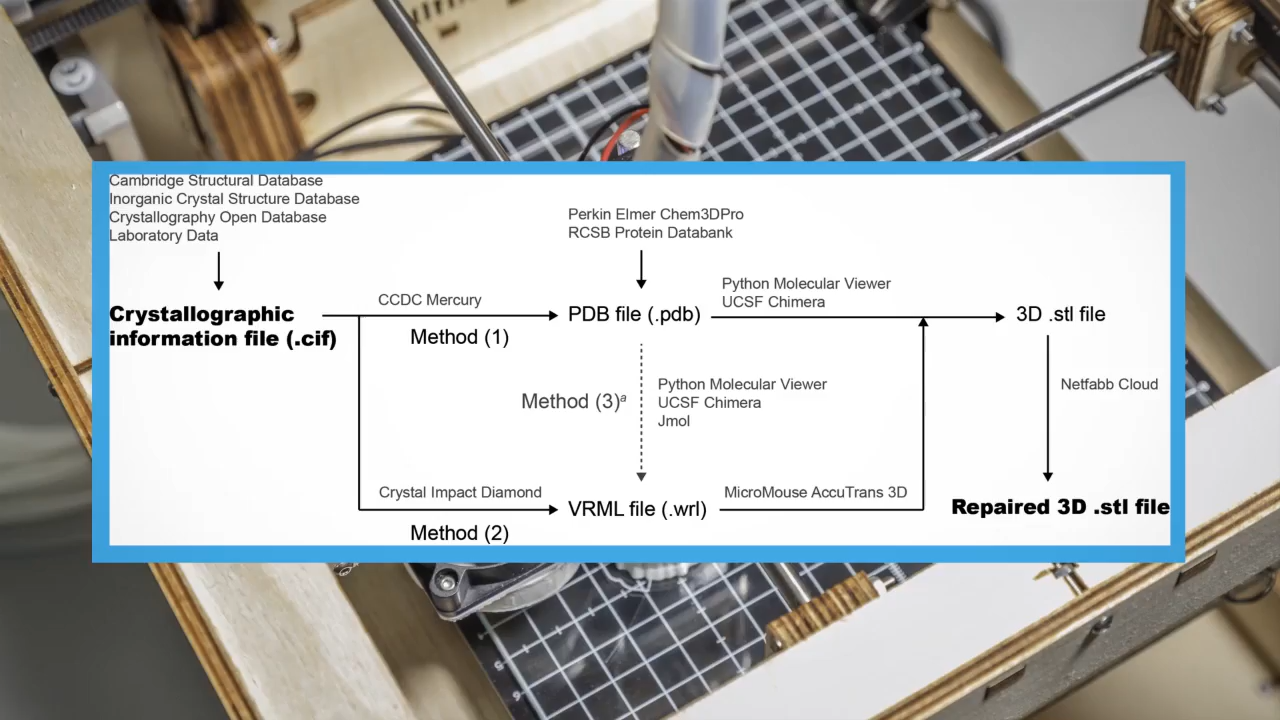 Cambridge Structural Database
Inorganic Crystal Structure Database
Crystallography Open Database
Laboratory Data
Perkin Elmer Chem3DPro
RCSB Protein Databank
Crystallographic
information file (.cif)
CCDC Mercury
Method (1)
PDB file (.pdb)
Python Molecular Viewer
UCSF Chimera
3D .stl file
Method (3)ᵃ
Python Molecular Viewer
UCSF Chimera
Jmol
Netfabb Cloud
Crystal Impact Diamond
Method (2)
VRML file (.wrl)
MicroMouse AccuTrans 3D
Repaired 3D .stl file